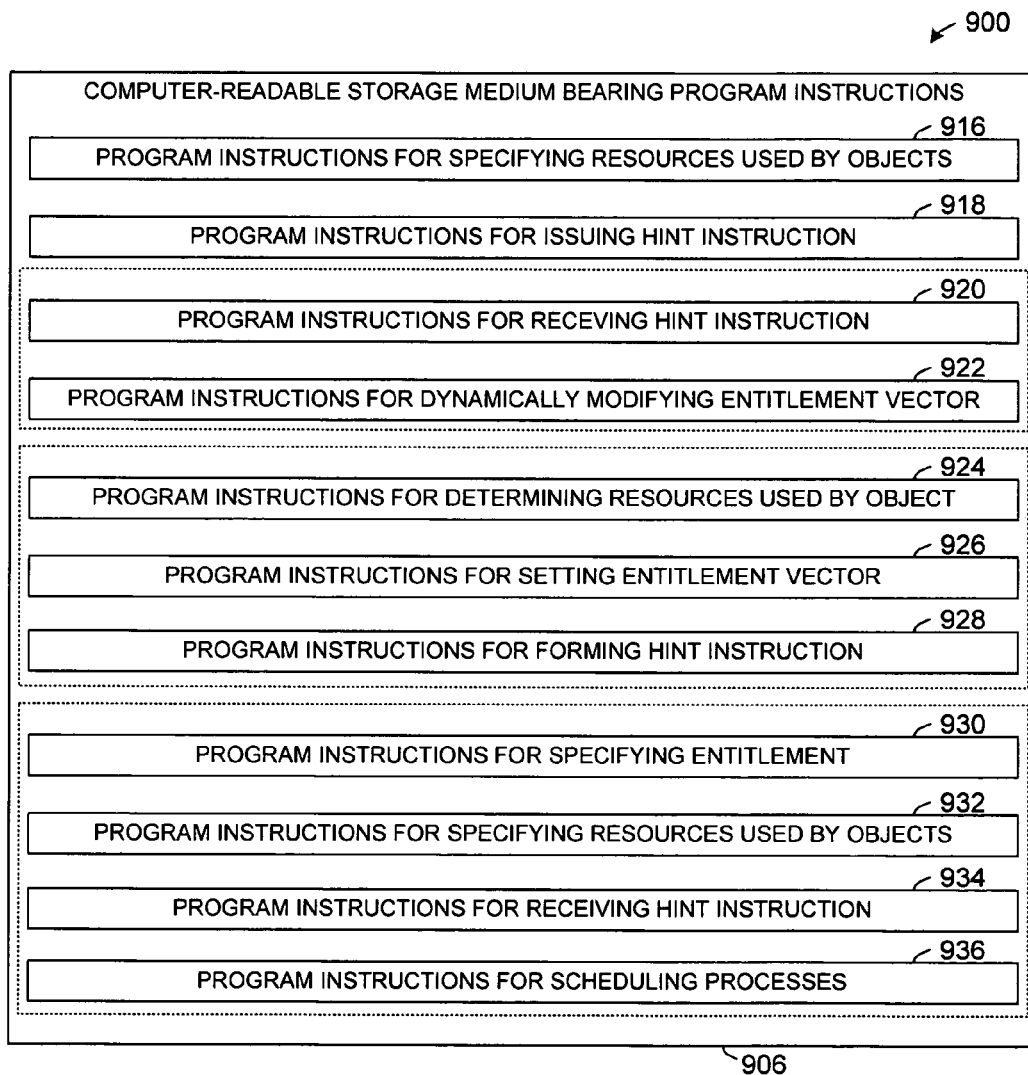 900
COMPUTER-READABLE STORAGE MEDIUM BEARING PROGRAM INSTRUCTIONS
916
PROGRAM INSTRUCTIONS FOR SPECIFYING RESOURCES USED BY OBJECTS
918
PROGRAM INSTRUCTIONS FOR ISSUING HINT INSTRUCTION
920
PROGRAM INSTRUCTIONS FOR RECEVING HINT INSTRUCTION
922
PROGRAM INSTRUCTIONS FOR DYNAMICALLY MODIFYING ENTITLEMENT VECTOR
924
PROGRAM INSTRUCTIONS FOR DETERMINING RESOURCES USED BY OBJECT
926
PROGRAM INSTRUCTIONS FOR SETTING ENTITLEMENT VECTOR
928
PROGRAM INSTRUCTIONS FOR FORMING HINT INSTRUCTION
930
PROGRAM INSTRUCTIONS FOR SPECIFYING ENTITLEMENT
932
PROGRAM INSTRUCTIONS FOR SPECIFYING RESOURCES USED BY OBJECTS
934
PROGRAM INSTRUCTIONS FOR RECEIVING HINT INSTRUCTION
936
PROGRAM INSTRUCTIONS FOR SCHEDULING PROCESSES
906